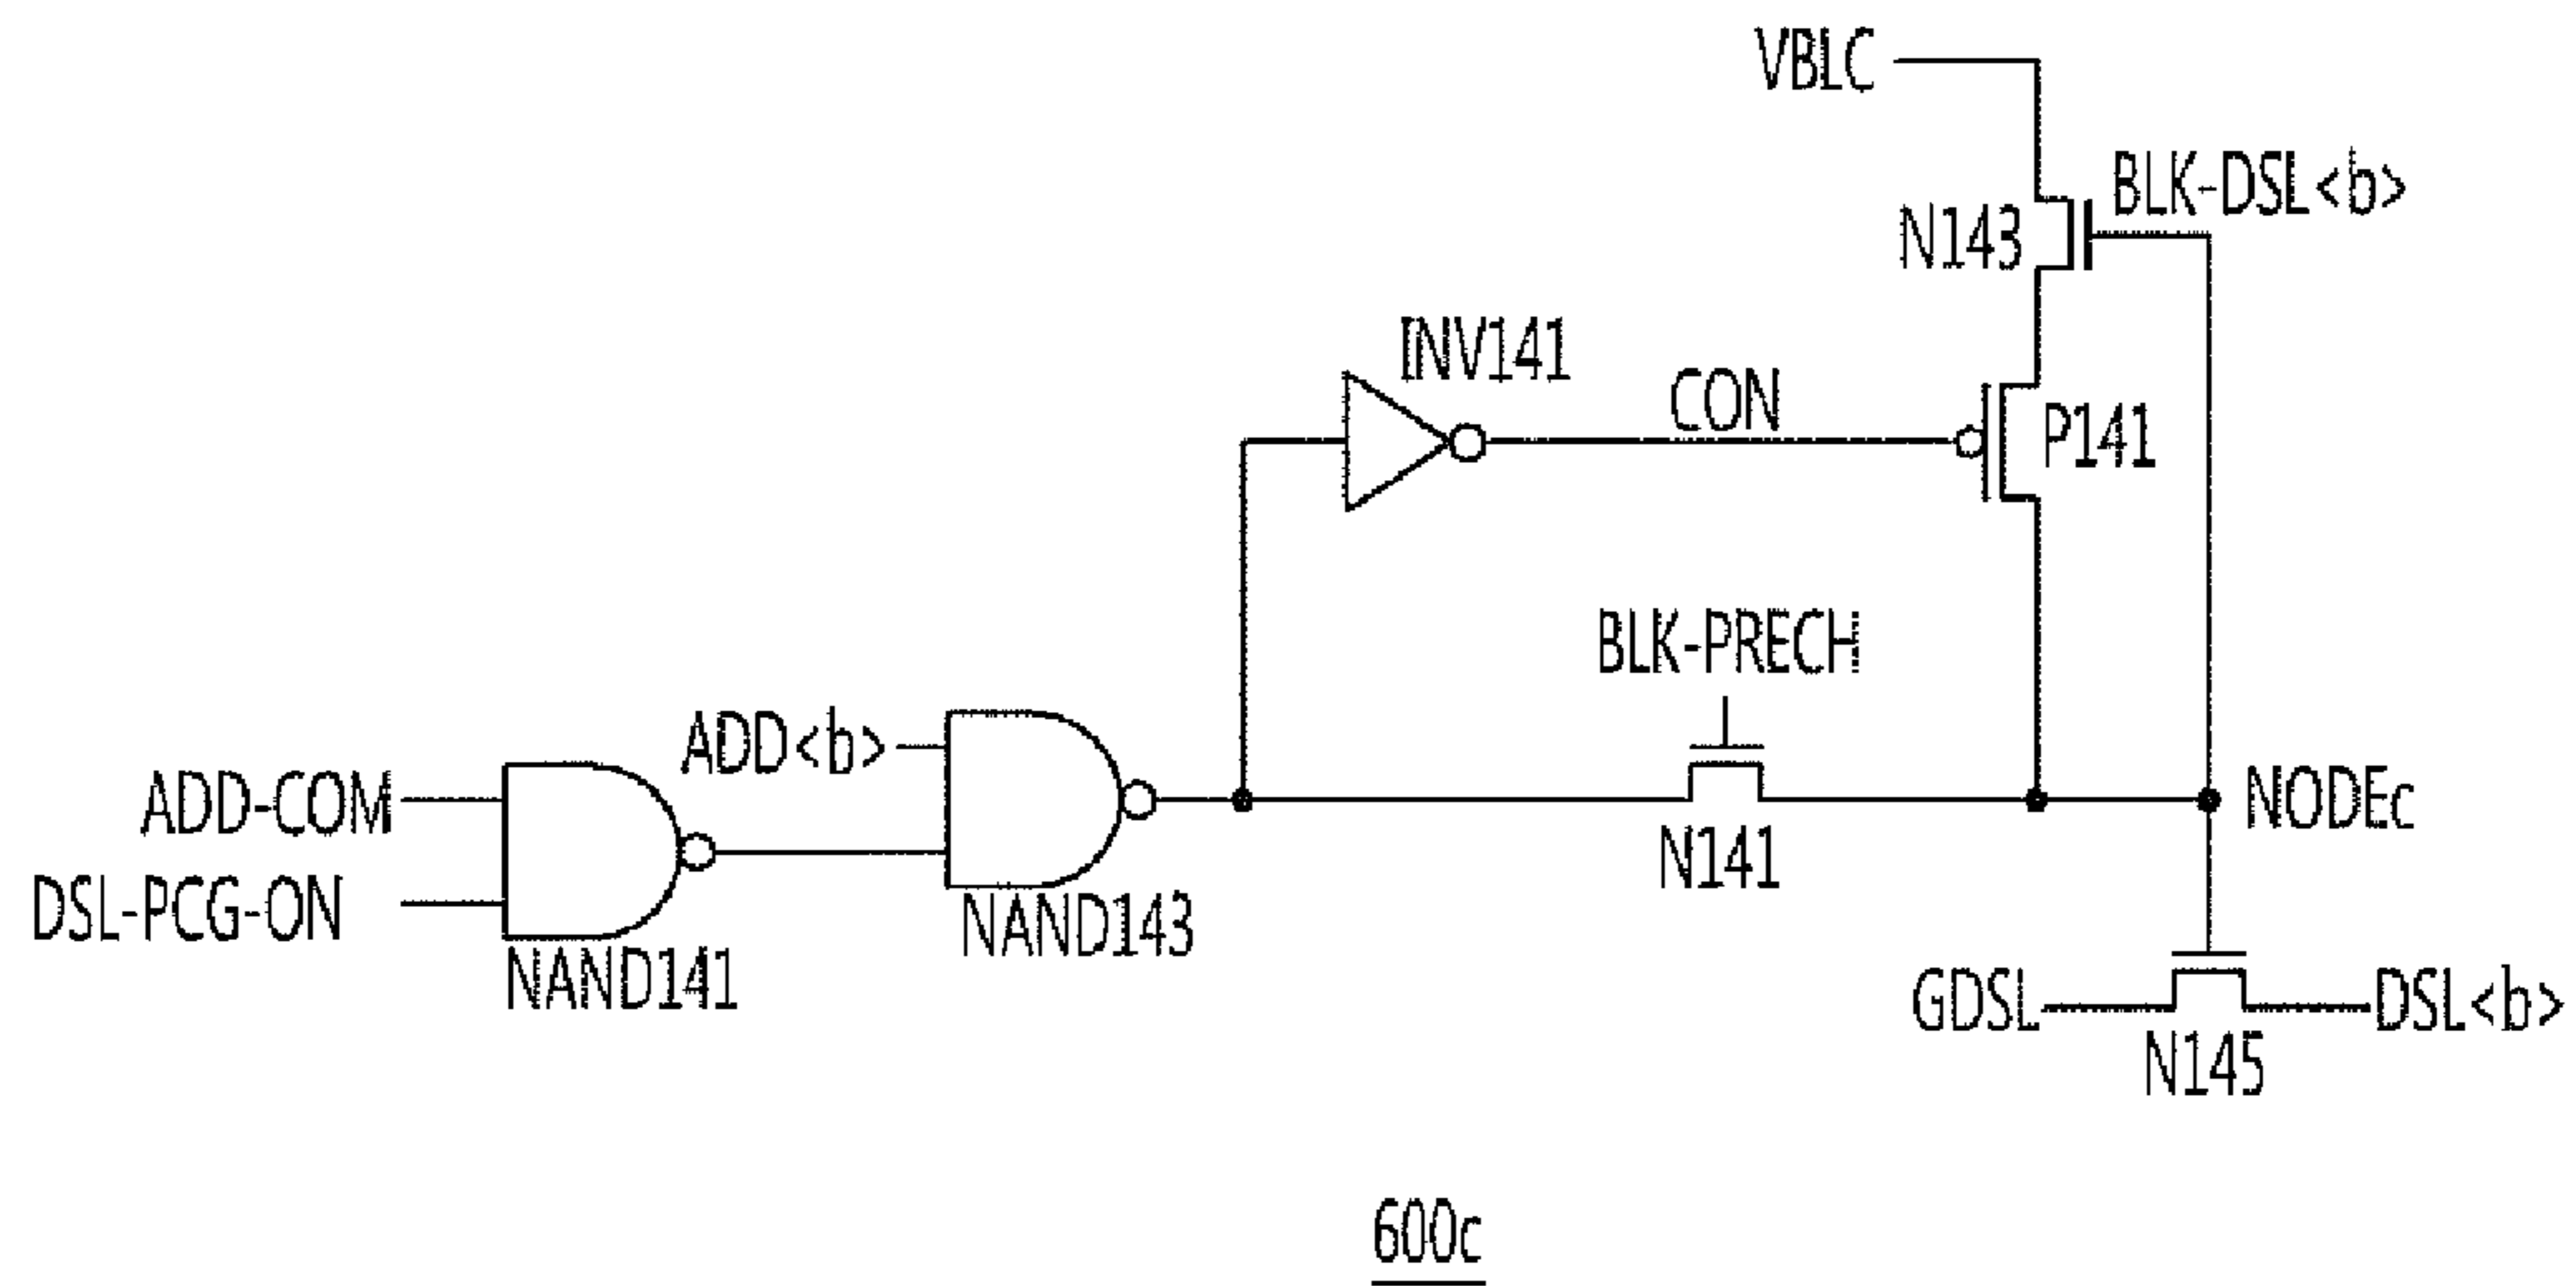 VBLC
BLK-DSL<b>
N143
INV141
CON
P141
BLK-PRECH
ADD<b>
ADD-COM
NODEc
N141
DSL-PCG-ON
NAND143
NAND141
GDSL
DSL<b>
N145
600c